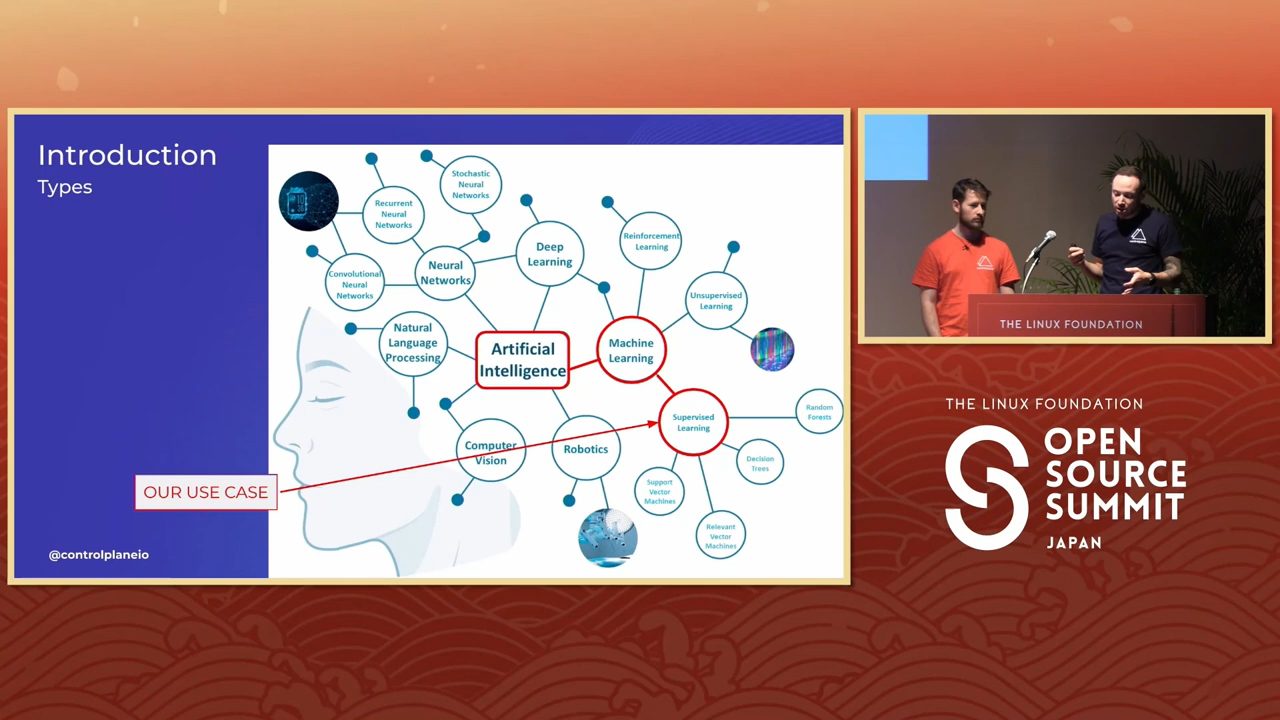 Introduction
Types
Stochastic
Neural
Networks
Recurrent
Neural
Networks
Convolutional
Neural
Networks
Neural
Networks
Deep
Learning
Reinforcement
Learning
Unsupervised
Learning
Natural
Language
Processing
Artificial
Intelligence
Machine
Learning
Supervised
Learning
Random
Forests
Decision
Trees
Support
Vector
Machines
Relevant
Vector
Machines
Computer
Vision
Robotics
OUR USE CASE
@controlplaneio
THE LINUX FOUNDATION
THE LINUX FOUNDATION
OPEN
SOURCE
SUMMIT
JAPAN